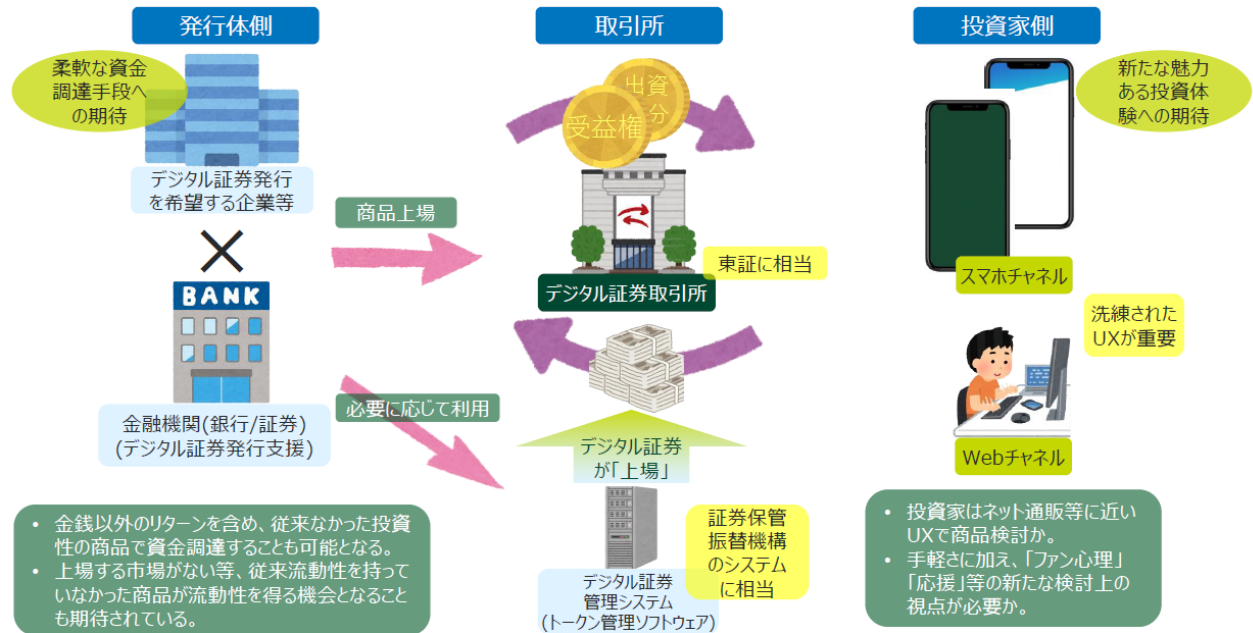 発行体側
柔軟な資金
調達手段へ
の期待
デジタル証券発行
を希望する企業等
BANK
金融機関(銀行/証券)
(デジタル証券発行支援)
• 金銭以外のリターンを含め、従来なかった投資
性の商品で資金調達することも可能となる。
• 上場する市場がない等、従来流動性を持って
いなかった商品が流動性を得る機会となること
も期待されている。
商品上場
必要に応じて利用
取引所
出資
分
受益権
東証に相当
デジタル証券取引所
デジタル証券
が「上場」
証券保管
振替機構
のシステム
に相当
デジタル証券
管理システム
(トークン管理ソフトウェア)
投資家側
新たな魅力
ある投資体
験への期待
スマホチャネル
洗練された
UXが重要
Webチャネル
• 投資家はネット通販等に近い
UXで商品検討か。
• 手軽さに加え、「ファン心理」
「応援」等の新たな検討上の
視点が必要か。